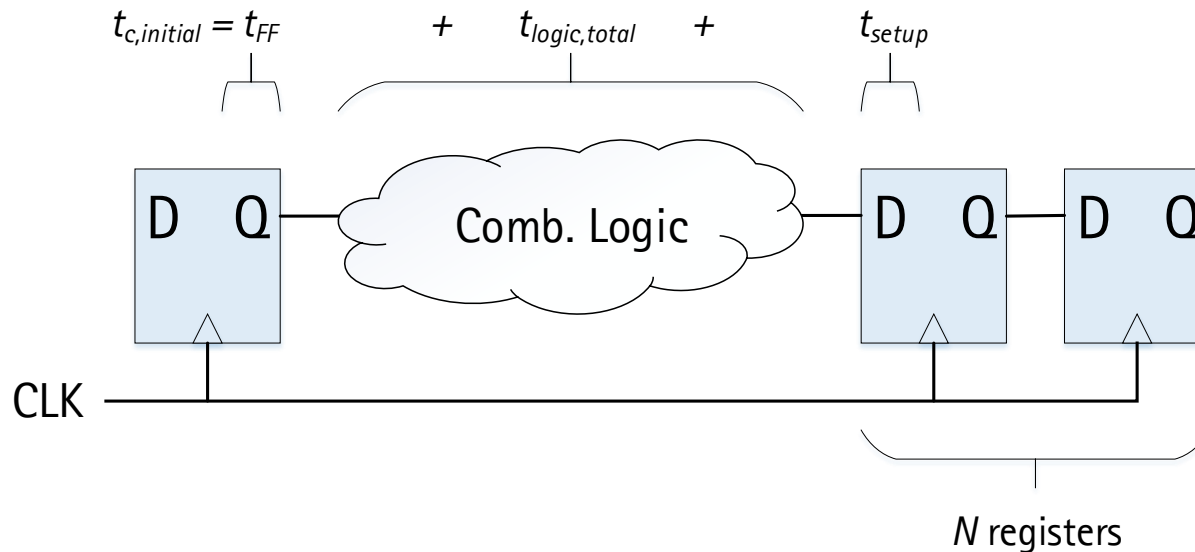 t_c,initial = t_FF + t_logic,total + t_setup
D Q Comb. Logic D Q D Q
CLK
N registers